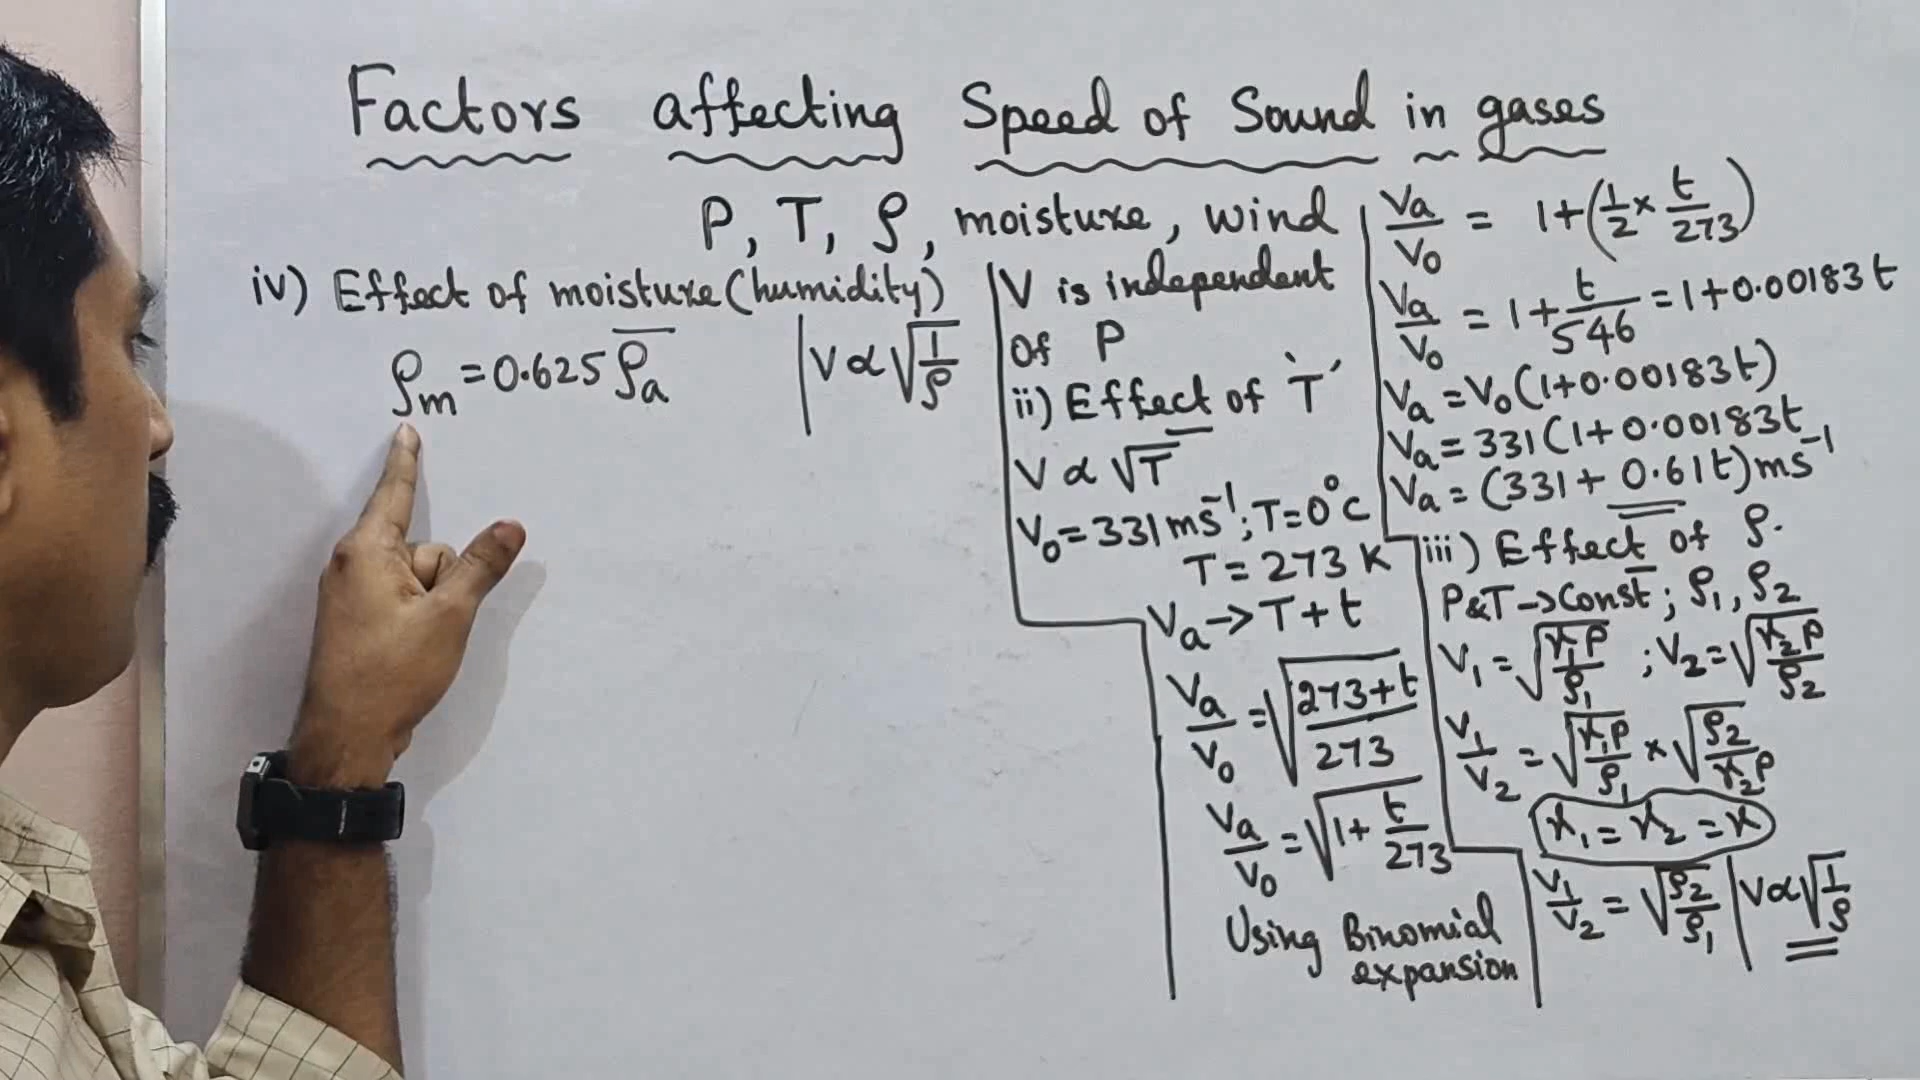 Factors affecting Speed of Sound in gases
P, T, ρ, moisture, wind
iv) Effect of moisture (humidity)
ρm = 0.625 ρa
V ∝ √(1/ρ)
V is independent
of P
ii) Effect of 'T'
V ∝ √T
V₀ = 331 ms⁻¹; T = 0°C
T = 273 K
Va → T + t
Va/V₀ = √((273+t)/273)
Va/V₀ = √(1 + t/273)
Using Binomial
expansion
Va/V₀ = 1 + (1/2 × t/273)
Va/V₀ = 1 + t/546 = 1 + 0.00183t
Va = V₀(1 + 0.00183t)
Va = 331(1 + 0.00183t
Va = (331 + 0.61t) ms⁻¹
iii) Effect of ρ.
P&T → Const; ρ₁, ρ₂
V₁ = √(γ₁P/ρ₁) ; V₂ = √(γ₂P/ρ₂)
V₁/V₂ = √(γ₁P/ρ₁) × √(ρ₂/γ₂P)
γ₁ = γ₂ = γ
V₁/V₂ = √(ρ₂/ρ₁) | V ∝ √(1/ρ)